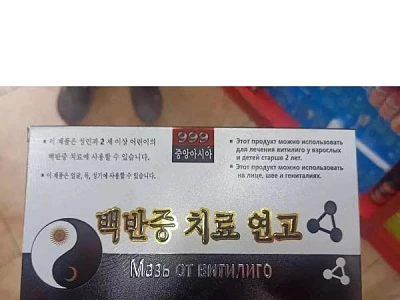 ● 이 제품은 성인과 2 세 이상 어린이의
백반증 치료에 사용할 수 있습니다.
● 이 제품은 얼굴, 목, 성기에 사용할 수 있습니다.
999
중앙아시아
● Этот продукт можно использовать
для лечения витилиго у взрослых
и детей старше 2 лет.
● Этот продукт можно использовать
на лице, шее и гениталиях.
백반증 치료 연고
Мазь от витилиго